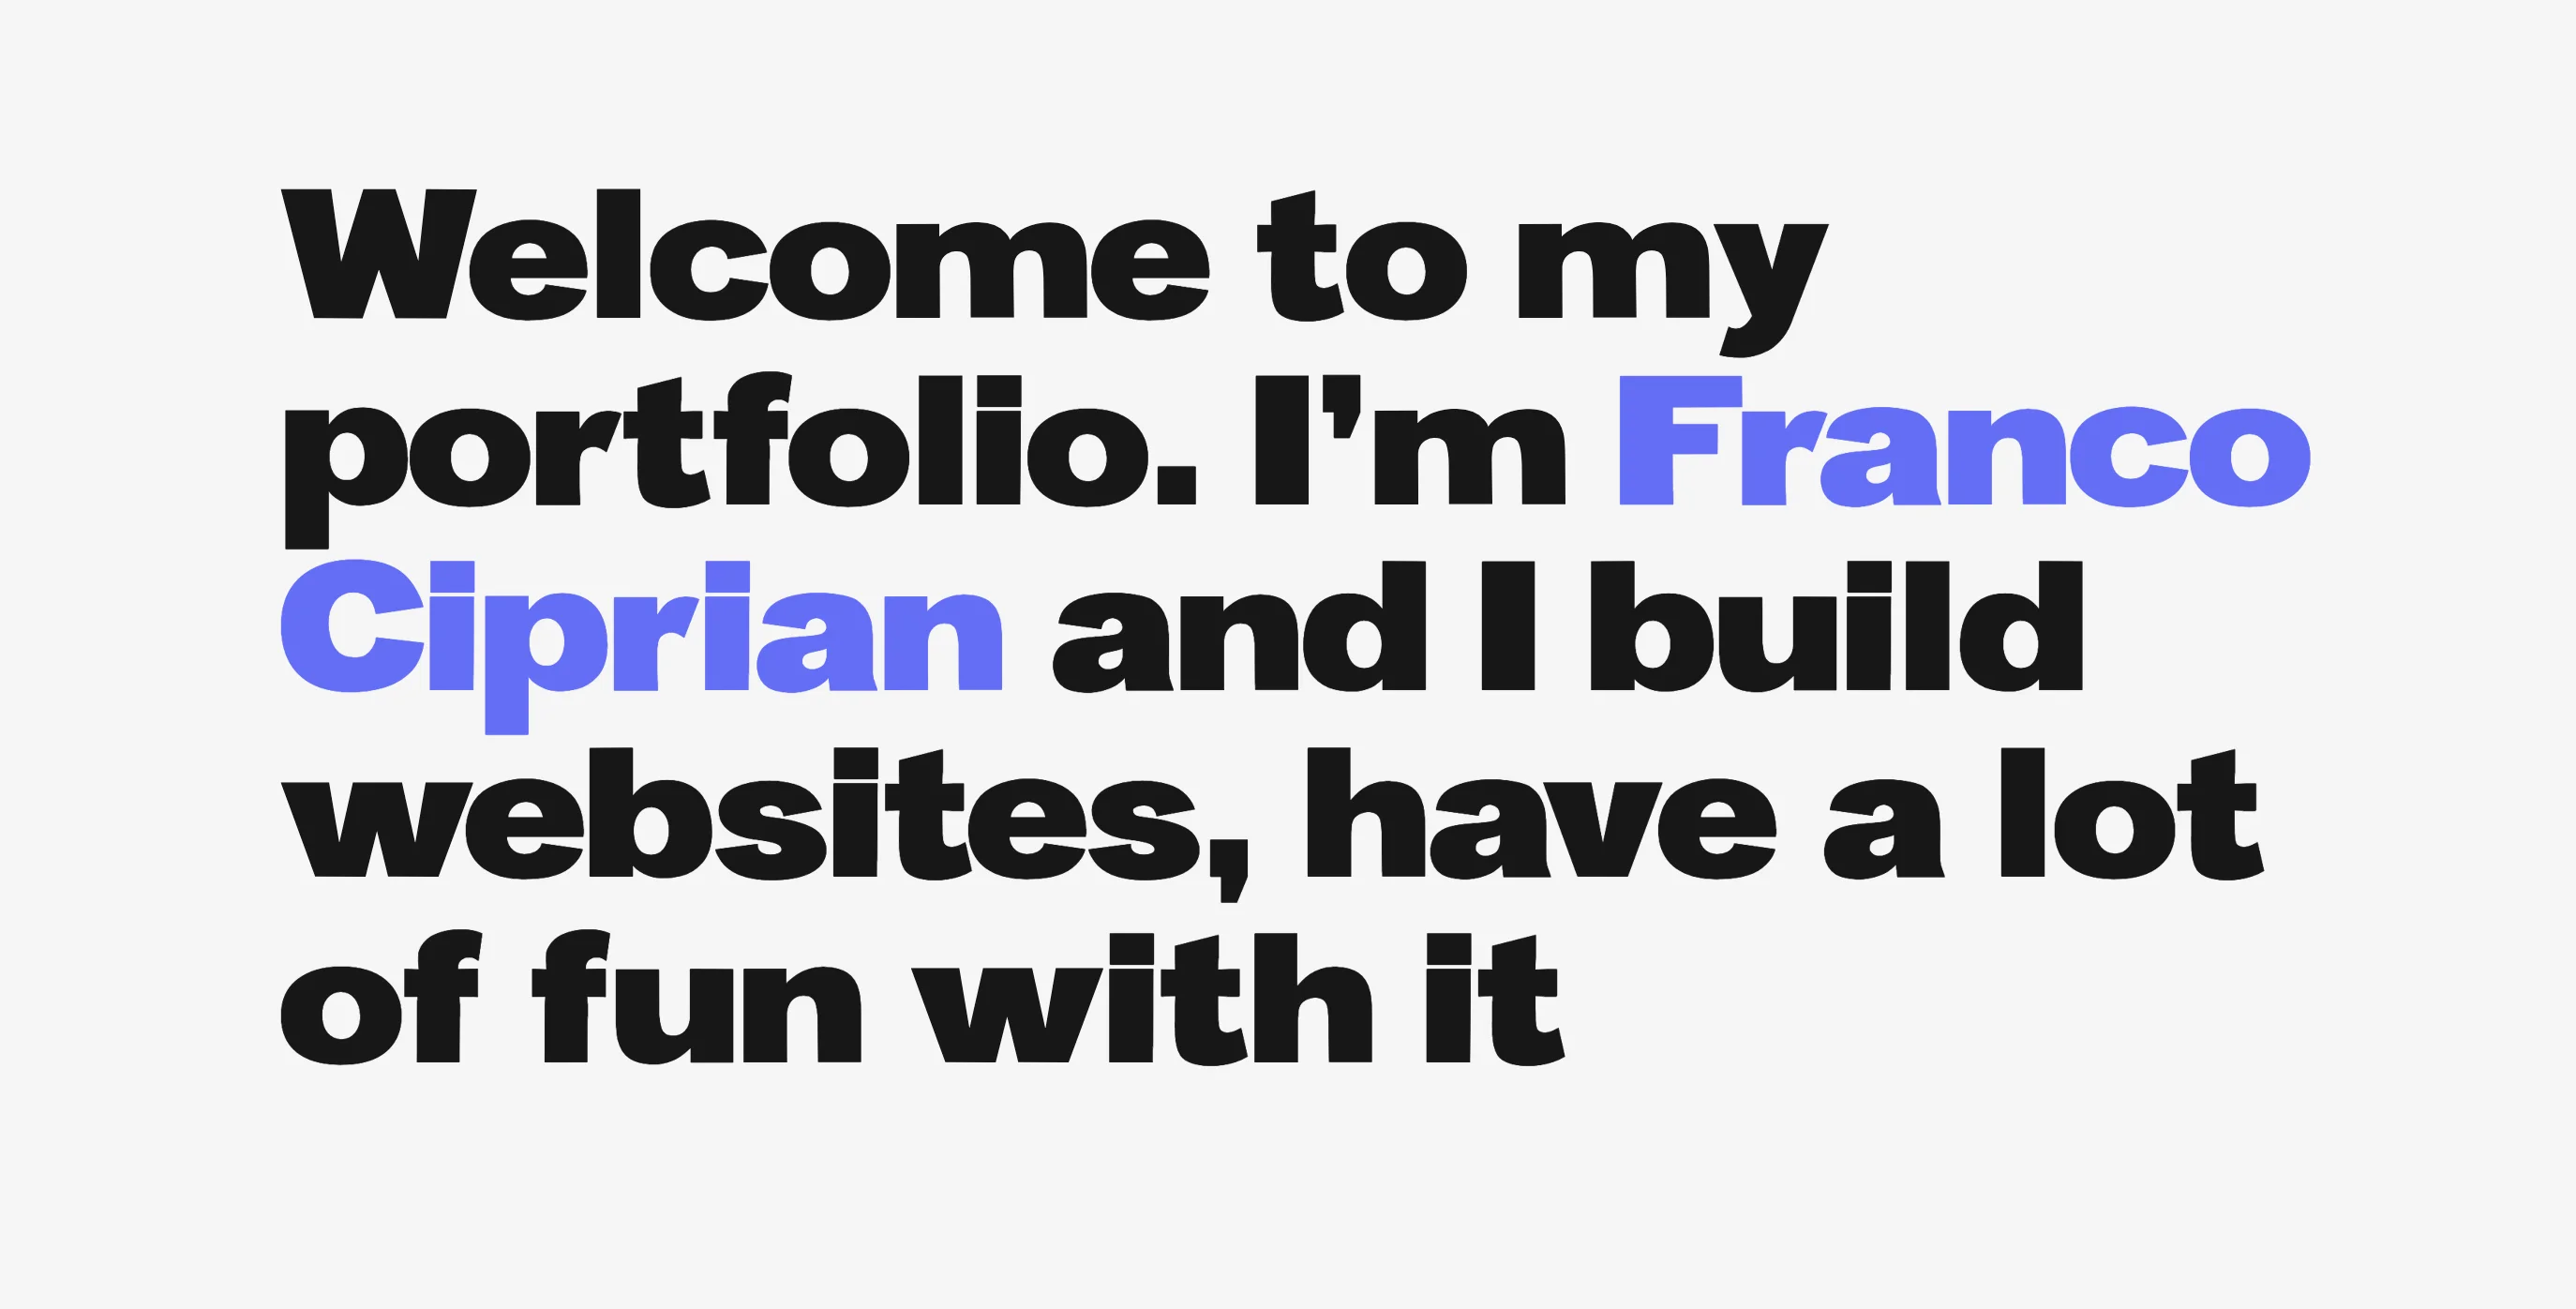 Welcome to my
portfolio. I’m Franco
Ciprian and I build
websites, have a lot
of fun with it